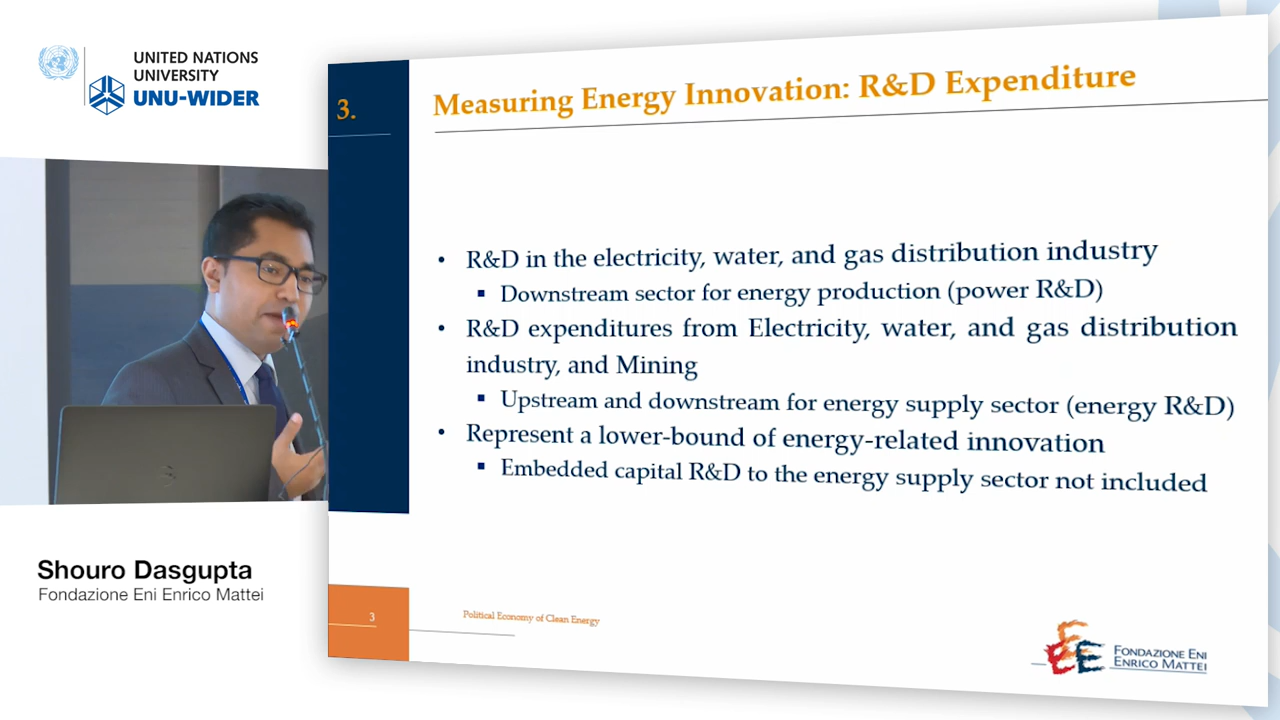 UNITED NATIONS
UNIVERSITY
UNU-WIDER
Shouro Dasgupta
Fondazione Eni Enrico Mattei
3.
Measuring Energy Innovation: R&D Expenditure
• R&D in the electricity, water, and gas distribution industry
▪ Downstream sector for energy production (power R&D)
• R&D expenditures from Electricity, water, and gas distribution
industry, and Mining
▪ Upstream and downstream for energy supply sector (energy R&D)
• Represent a lower-bound of energy-related innovation
▪ Embedded capital R&D to the energy supply sector not included
3
Political Economy of Clean Energy
FONDAZIONE ENI
ENRICO MATTEI